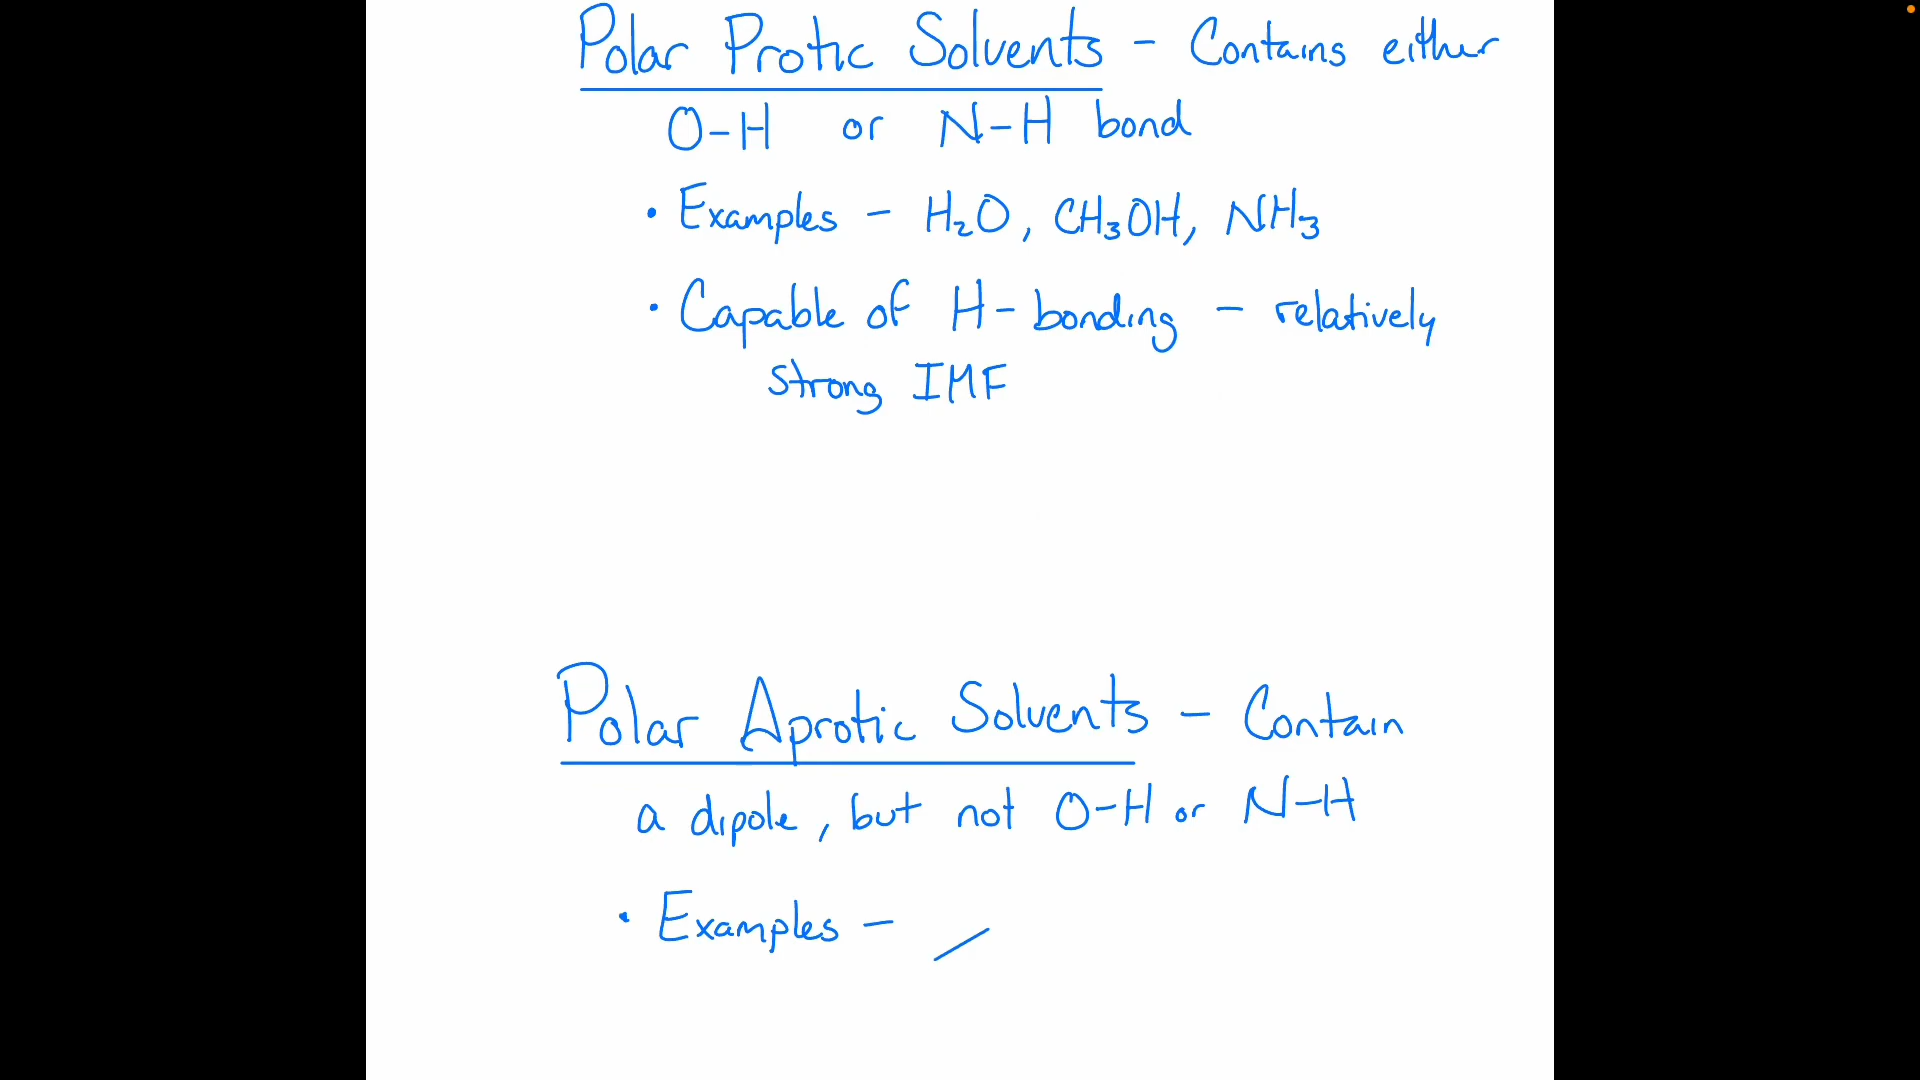 Polar Protic Solvents - Contains either
O-H or N-H bond
• Examples - H₂O, CH₃OH, NH₃
• Capable of H-bonding - relatively
strong IMF
Polar Aprotic Solvents - Contain
a dipole, but not O-H or N-H
• Examples -